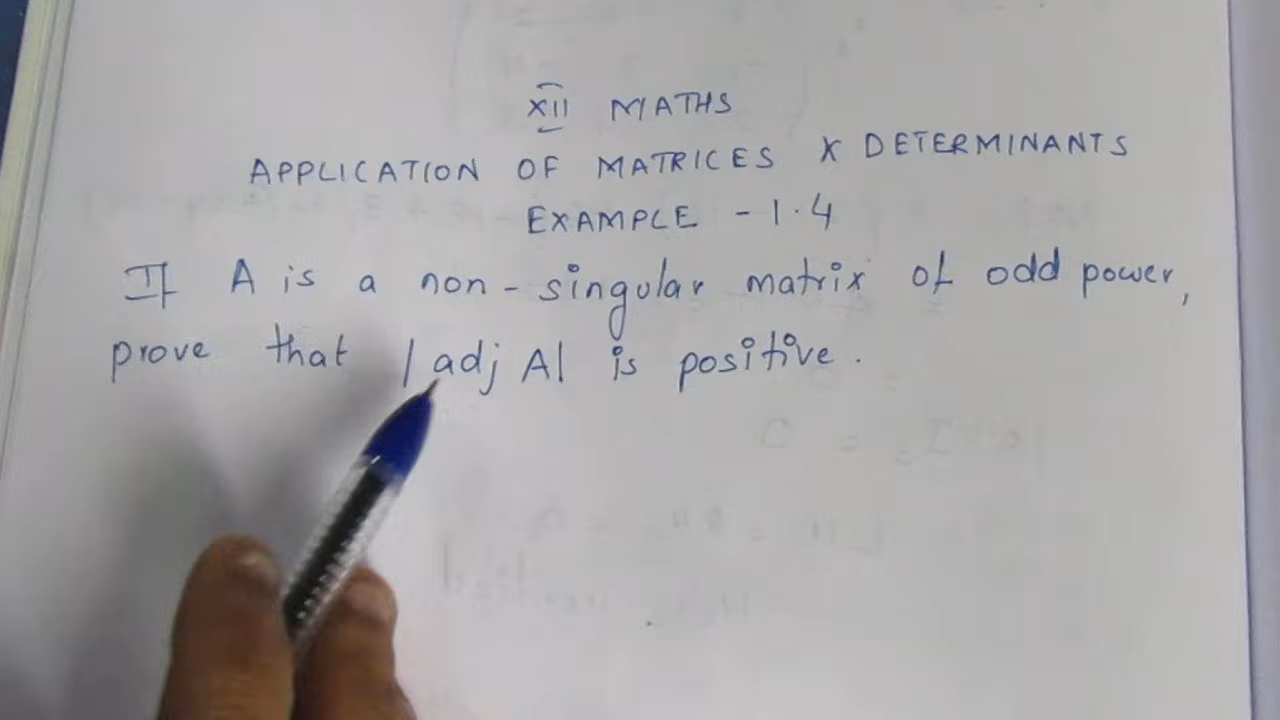 XII MATHS
APPLICATION OF MATRICES & DETERMINANTS
EXAMPLE - 1.4
If A is a non-singular matrix of odd power,
prove that |adj A| is positive.